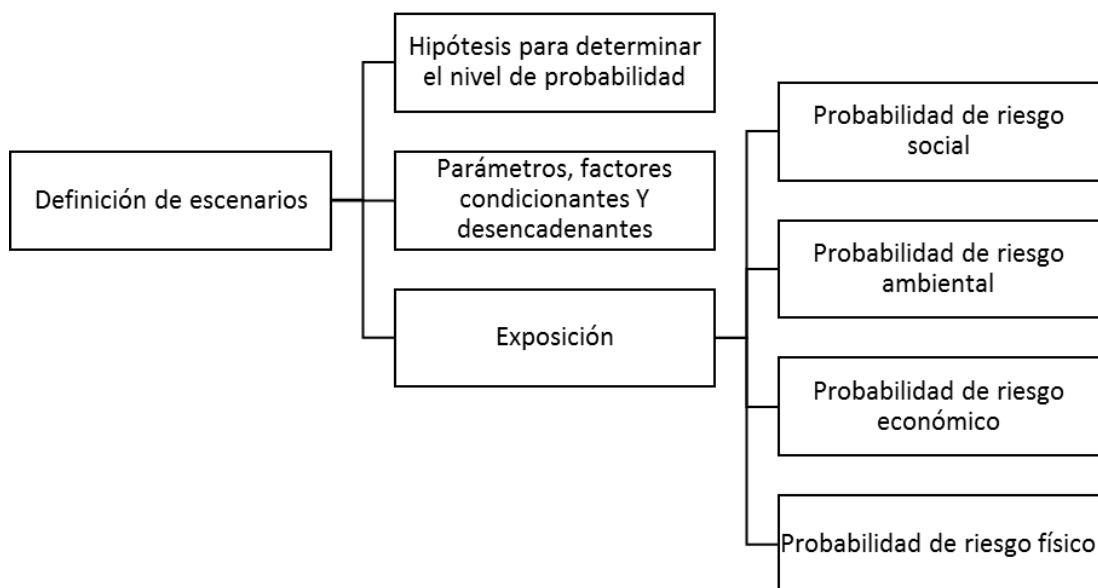 Definición de escenarios
Hipótesis para determinar
el nivel de probabilidad
Parámetros, factores
condicionantes Y
desencadenantes
Exposición
Probabilidad de riesgo
social
Probabilidad de riesgo
ambiental
Probabilidad de riesgo
económico
Probabilidad de riesgo físico